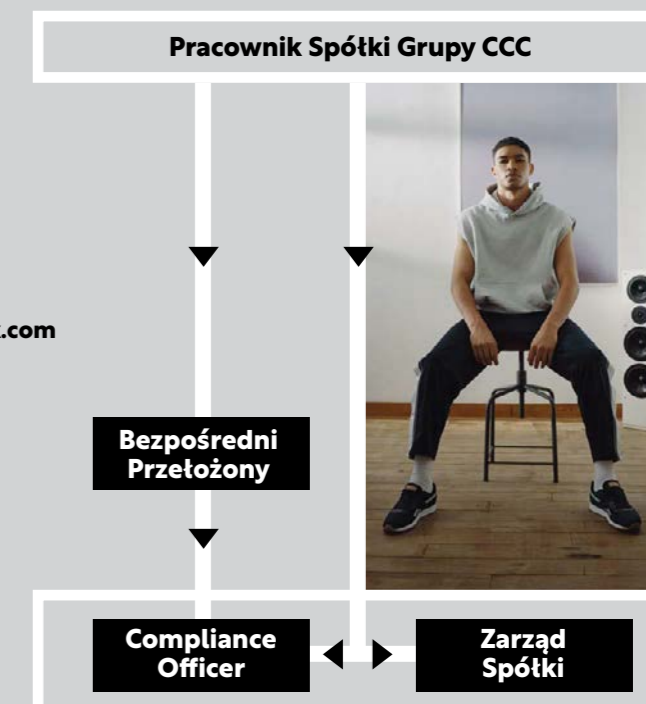 Pracownik Spółki Grupy CCC
.com
Bezpośredni
Przełożony
Compliance
Officer
Zarząd
Spółki